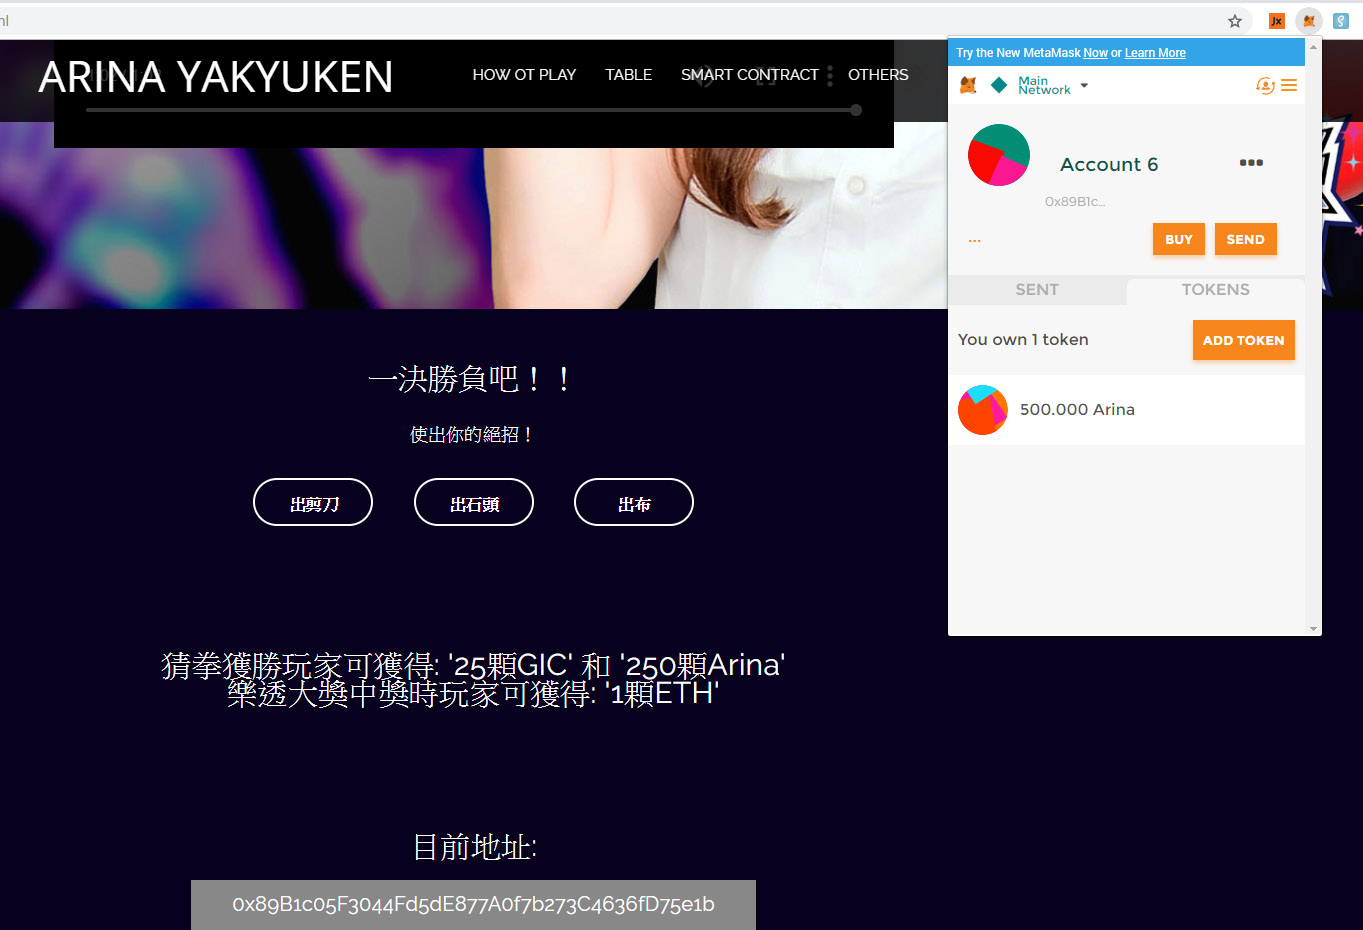 nl
ARINA YAKYUKEN
HOW OT PLAY
TABLE
SMART CONTRACT
OTHERS
一決勝負吧！！
使出你的絕招！
出剪刀
出石頭
出布
猜拳獲勝玩家可獲得: '25顆GIC' 和 '250顆Arina'
樂透大獎中獎時玩家可獲得: '1顆ETH'
目前地址:
0x89B1c05F3044Fd5dE877A0f7b273C4636fD75e1b
Jx
Try the New MetaMask Now or Learn More
Main
Network
Account 6
0x89B1c...
...
BUY
SEND
SENT
TOKENS
You own 1 token
ADD TOKEN
500.000 Arina